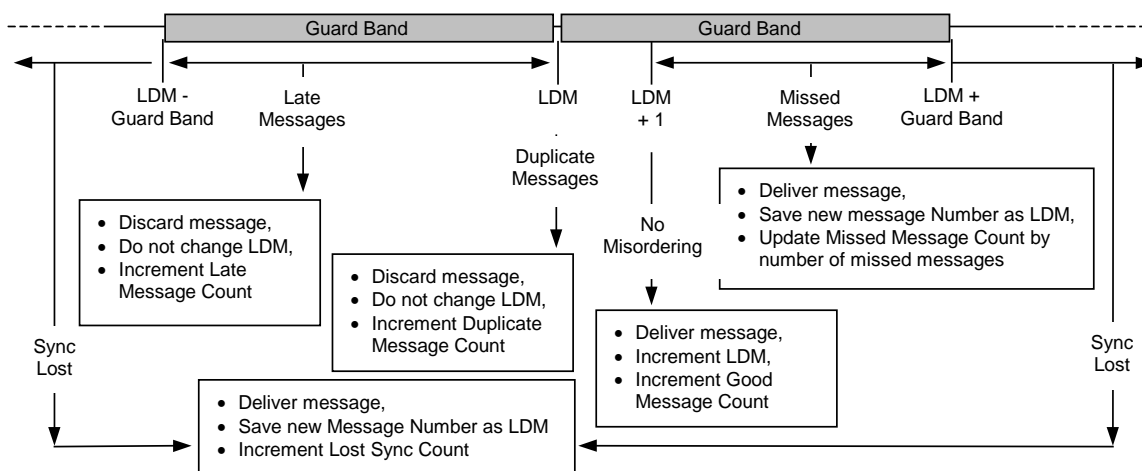 Guard Band
Guard Band
LDM -
Guard Band
Late
Messages
LDM
LDM
+ 1
Missed
Messages
LDM +
Guard Band
Duplicate
Messages
• Deliver message,
• Save new message Number as LDM,
• Update Missed Message Count by
number of missed messages
• Discard message,
• Do not change LDM,
• Increment Late
Message Count
No
Misordering
• Discard message,
• Do not change LDM,
• Increment Duplicate
Message Count
• Deliver message,
• Increment LDM,
• Increment Good
Message Count
Sync
Lost
Sync
Lost
• Deliver message,
• Save new Message Number as LDM
• Increment Lost Sync Count